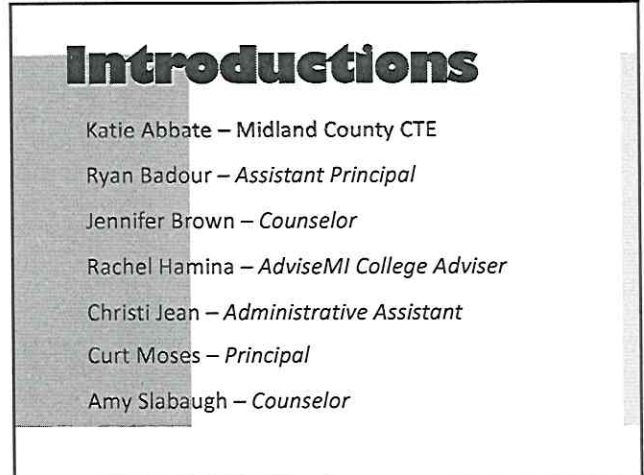 Introductions
Katie Abbate – Midland County CTE
Ryan Badour – Assistant Principal
Jennifer Brown – Counselor
Rachel Hamina – AdviseMI College Adviser
Christi Jean – Administrative Assistant
Curt Moses – Principal
Amy Slabaugh – Counselor